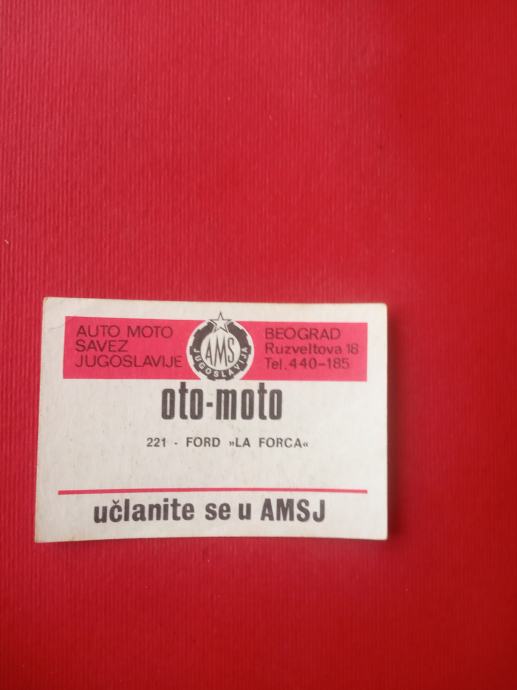 AUTO MOTO
SAVEZ
JUGOSLAVIJE
AMS
JUGOSLAVIJA
BEOGRAD
Ruzveltova 18
Tel. 440-185
oto-moto
221 - FORD »LA FORCA«
učlanite se u AMSJ